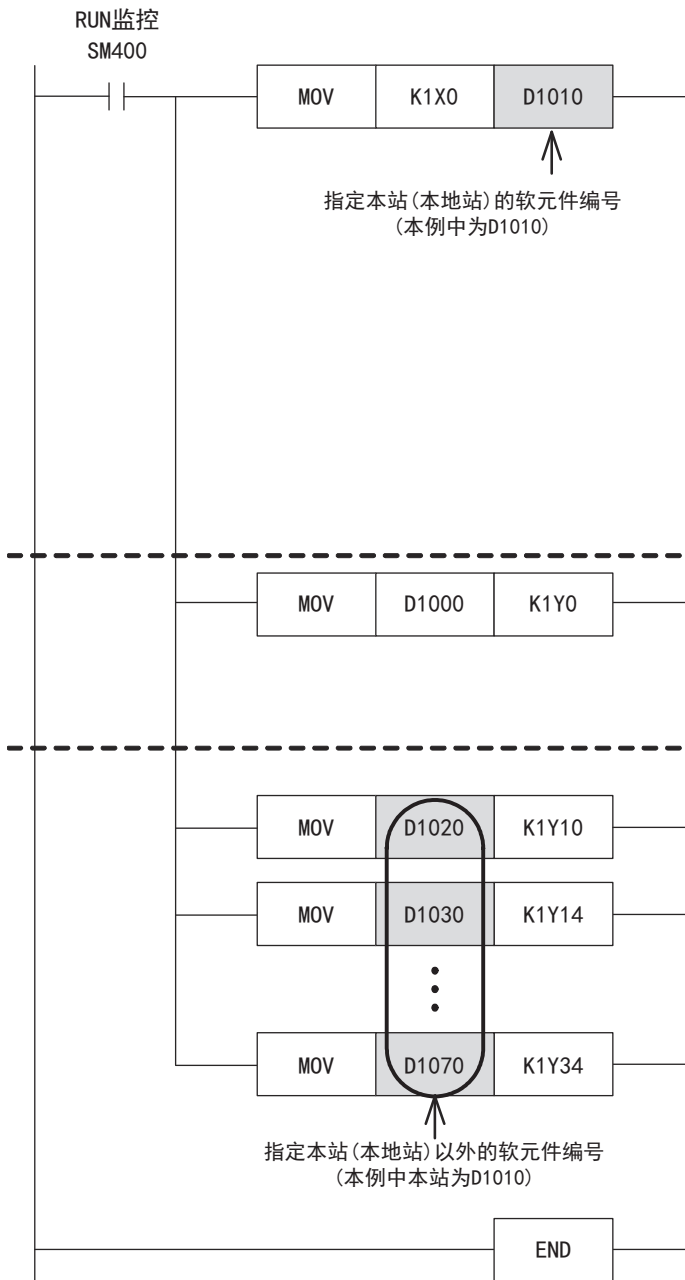 RUN监控
SM400
MOV K1X0 D1010
指定本站(本地站)的软元件编号
(本例中为D1010)
MOV D1000 K1Y0
MOV D1020 K1Y10
MOV D1030 K1Y14
MOV D1070 K1Y34
指定本站(本地站)以外的软元件编号
(本例中本站为D1010)
END